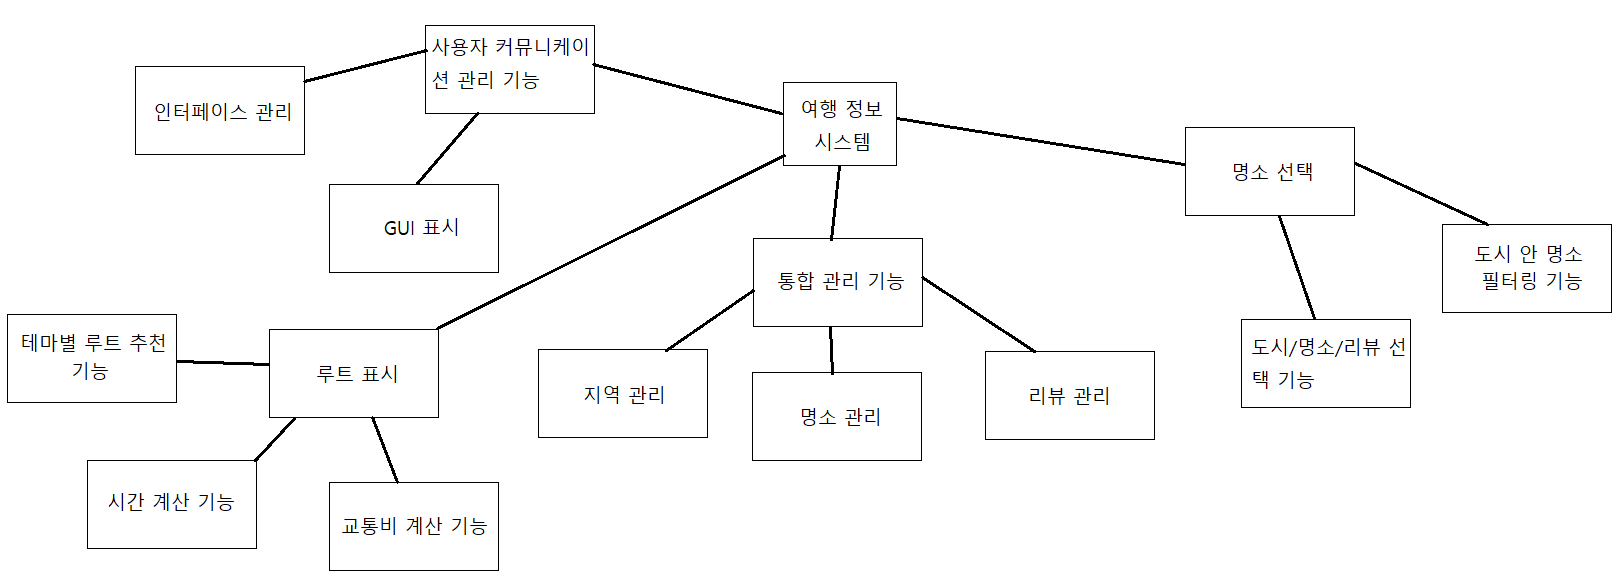 사용자 커뮤니케이
션 관리 기능
인터페이스 관리
GUI 표시
여행 정보
시스템
명소 선택
도시 안 명소
필터링 기능
도시/명소/리뷰 선
택 기능
통합 관리 기능
지역 관리
명소 관리
리뷰 관리
테마별 루트 추천
기능
루트 표시
시간 계산 기능
교통비 계산 기능